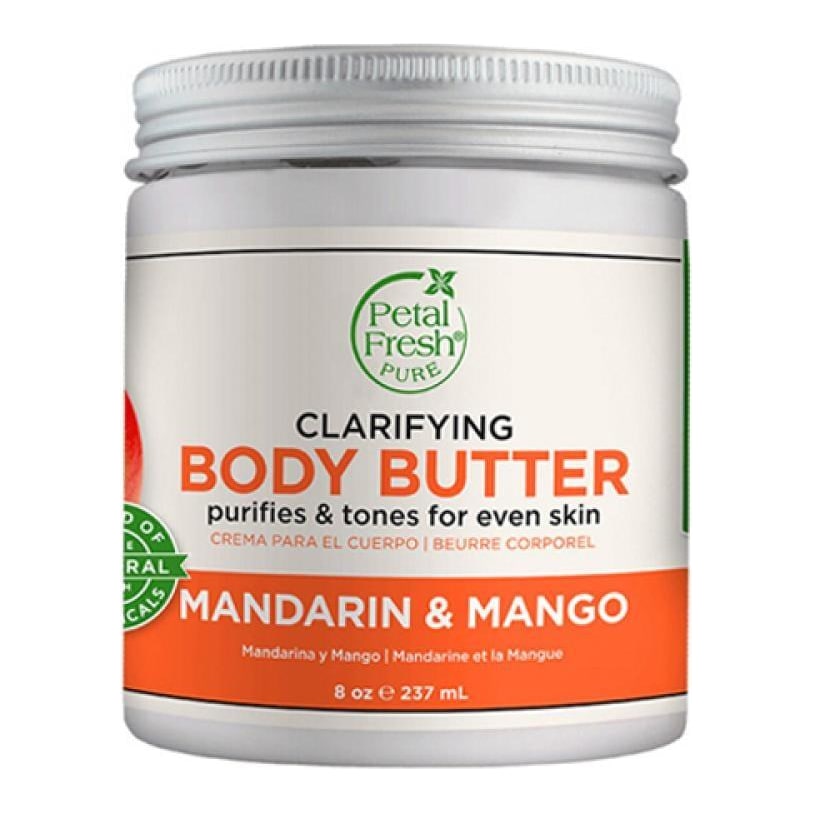 Petal
Fresh®
PURE
CLARIFYING
BODY BUTTER
purifies & tones for even skin
CREMA PARA EL CUERPO | BEURRE CORPOREL
OF
MANDARIN & MANGO
Mandarina y Mango | Mandarine et la Mangue
8 oz ℮ 237 mL